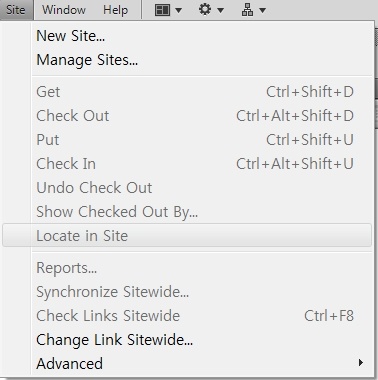 Site Window Help
New Site...
Manage Sites...
Get Ctrl+Shift+D
Check Out Ctrl+Alt+Shift+D
Put Ctrl+Shift+U
Check In Ctrl+Alt+Shift+U
Undo Check Out
Show Checked Out By...
Locate in Site
Reports...
Synchronize Sitewide...
Check Links Sitewide Ctrl+F8
Change Link Sitewide...
Advanced